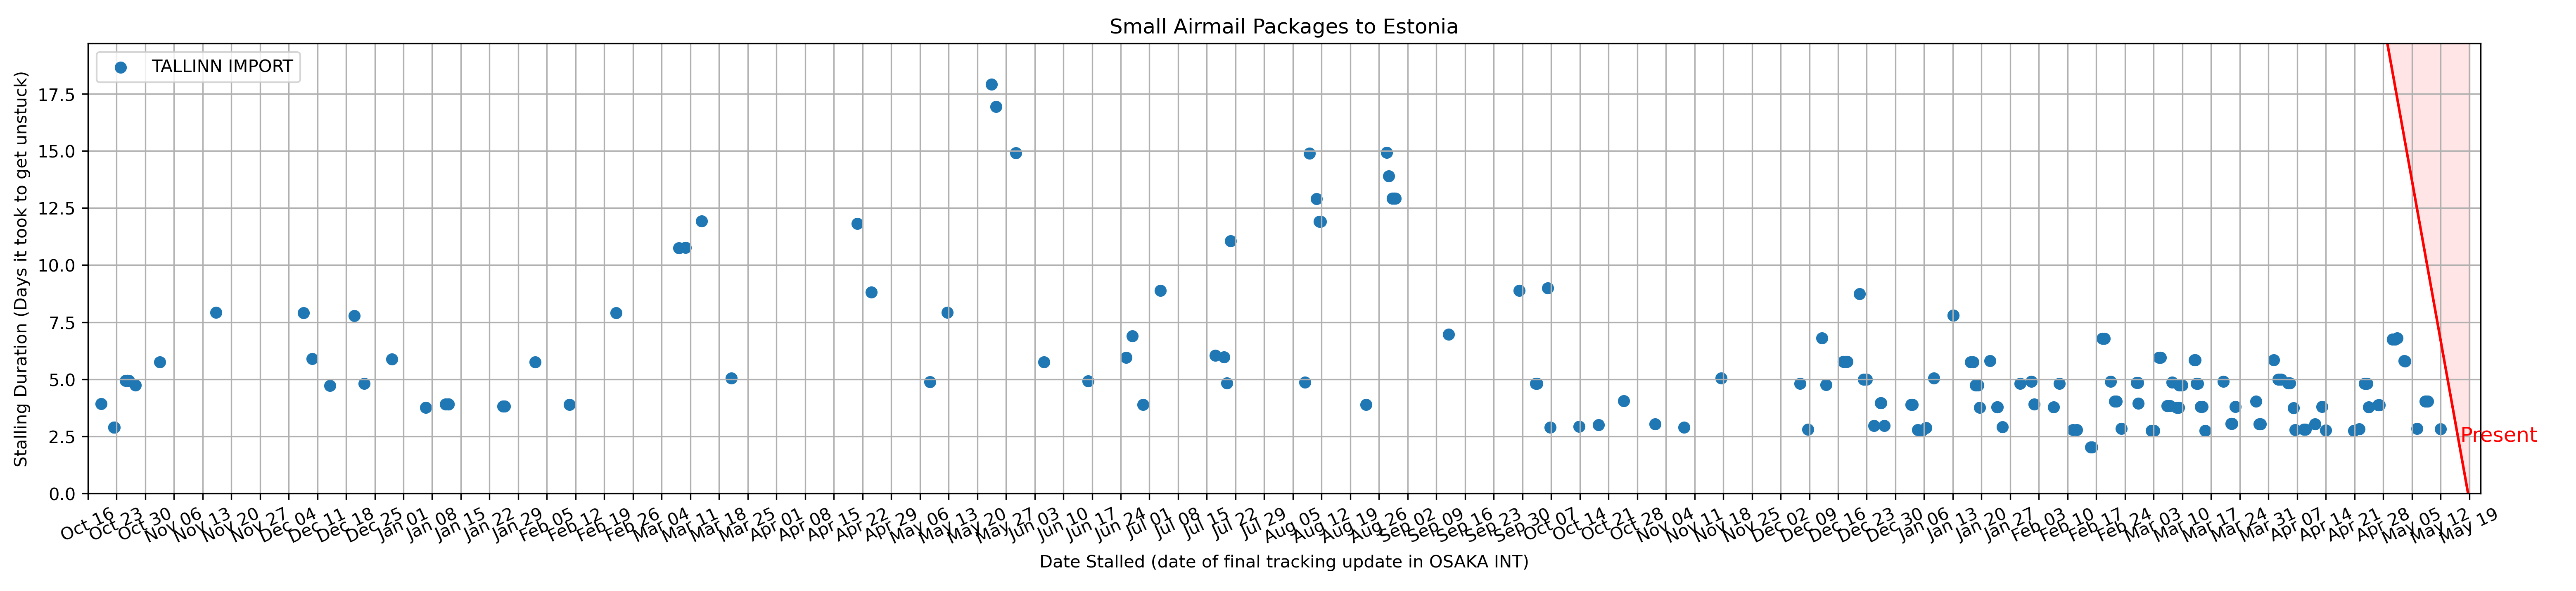 Small Airmail Packages to Estonia
TALLINN IMPORT
Stalling Duration (Days it took to get unstuck)
17.5
15.0
12.5
10.0
7.5
5.0
2.5
0.0
Present
Oct 16 Oct 23 Oct 30 Nov 06 Nov 13 Nov 20 Nov 27 Dec 04 Dec 11 Dec 18 Dec 25 Jan 01 Jan 08 Jan 15 Jan 22 Jan 29 Feb 05 Feb 12 Feb 19 Feb 26 Mar 04 Mar 11 Mar 18 Mar 25 Apr 01 Apr 08 Apr 15 Apr 22 Apr 29 May 06 May 13 May 20 May 27 Jun 03 Jun 10 Jun 17 Jun 24 Jul 01 Jul 08 Jul 15 Jul 22 Jul 29 Aug 05 Aug 12 Aug 19 Aug 26 Sep 02 Sep 09 Sep 16 Sep 23 Sep 30 Oct 07 Oct 14 Oct 21 Oct 28 Nov 04 Nov 11 Nov 18 Nov 25 Dec 02 Dec 09 Dec 16 Dec 23 Dec 30 Jan 06 Jan 13 Jan 20 Jan 27 Feb 03 Feb 10 Feb 17 Feb 24 Mar 03 Mar 10 Mar 17 Mar 24 Mar 31 Apr 07 Apr 14 Apr 21 Apr 28 May 05 May 12 May 19
Date Stalled (date of final tracking update in OSAKA INT)